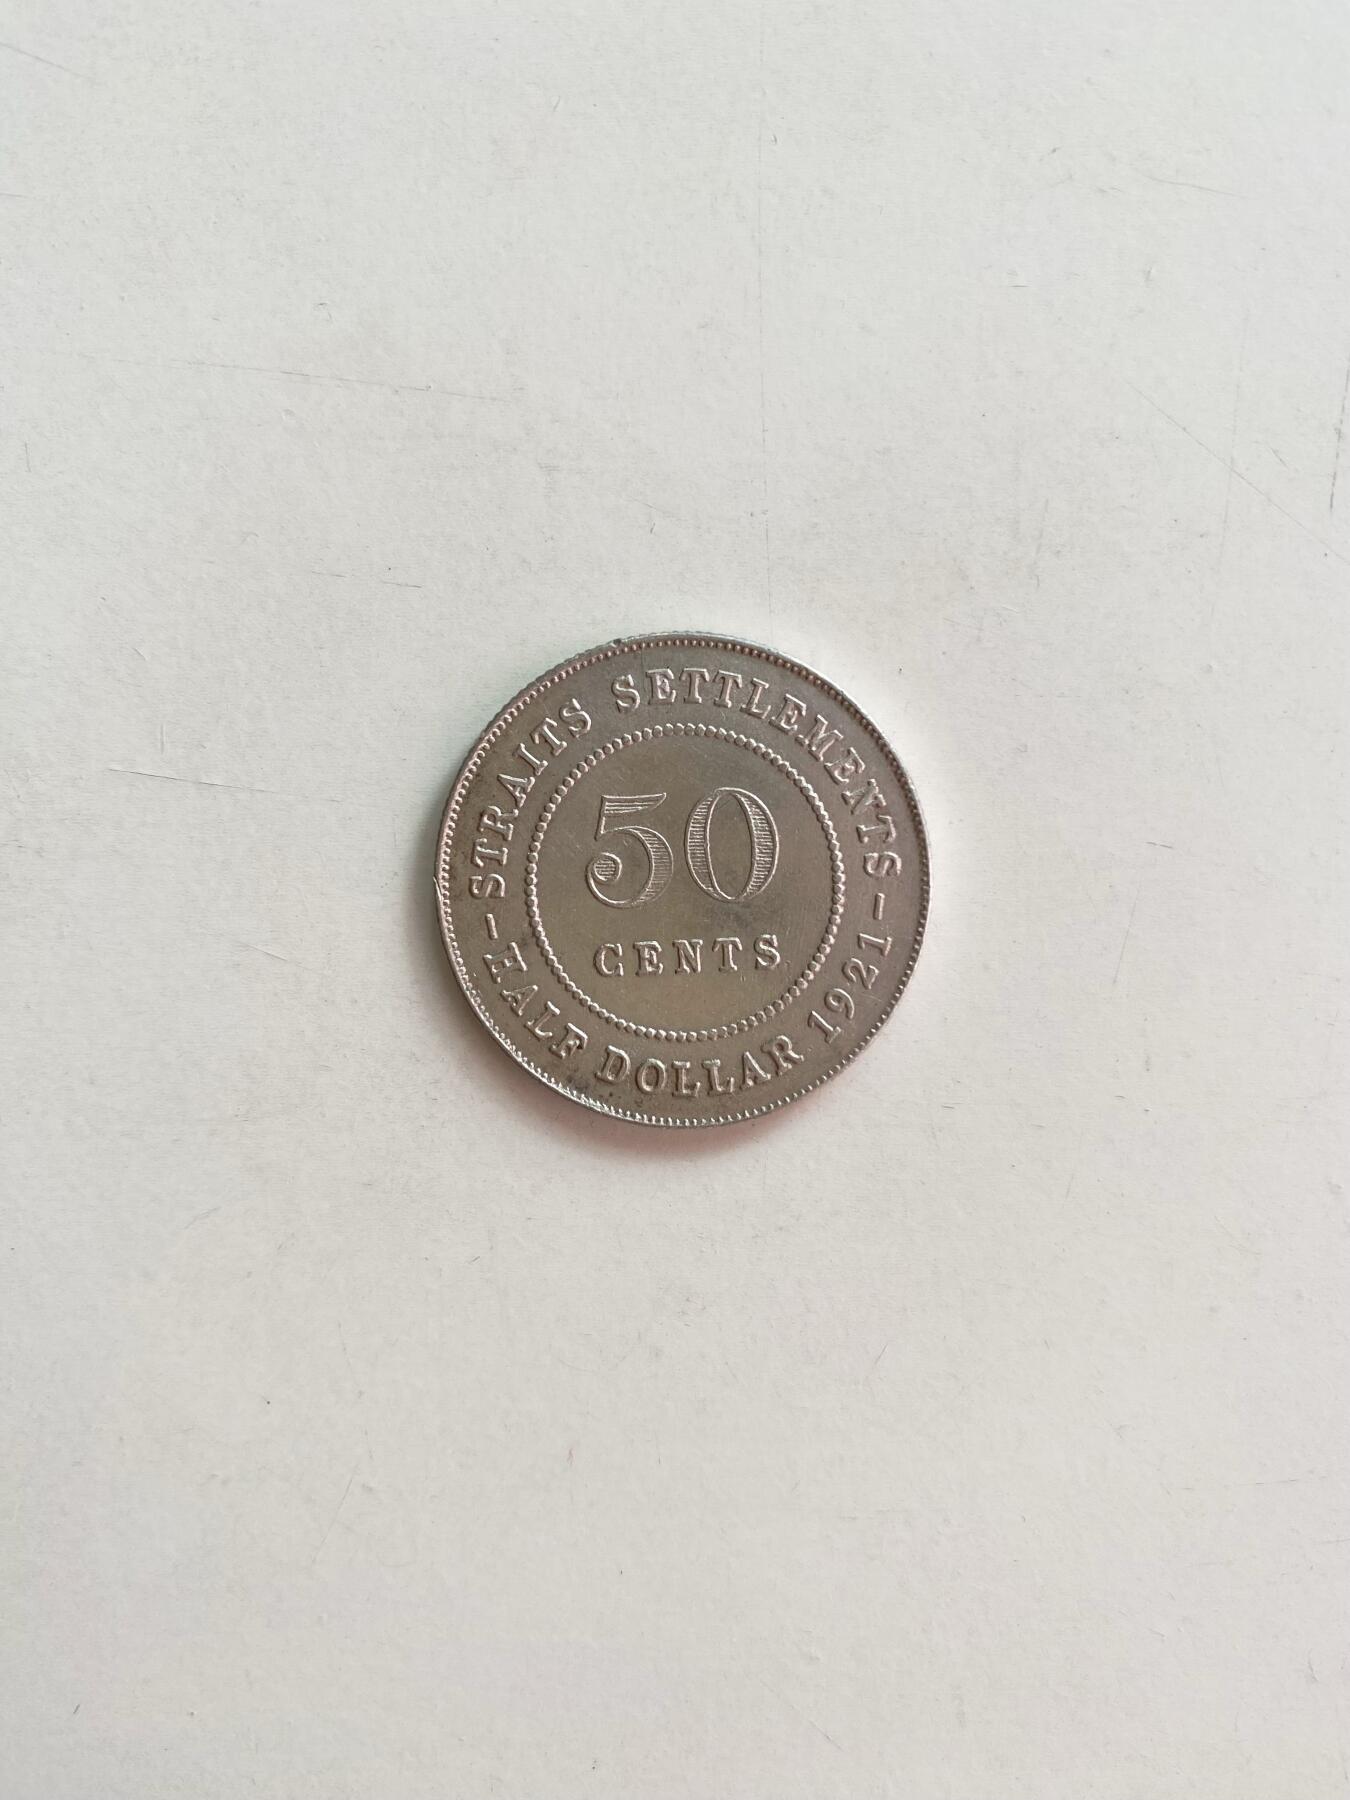 STRAITS SETTLEMENTS
50
CENTS
HALF DOLLAR 1921